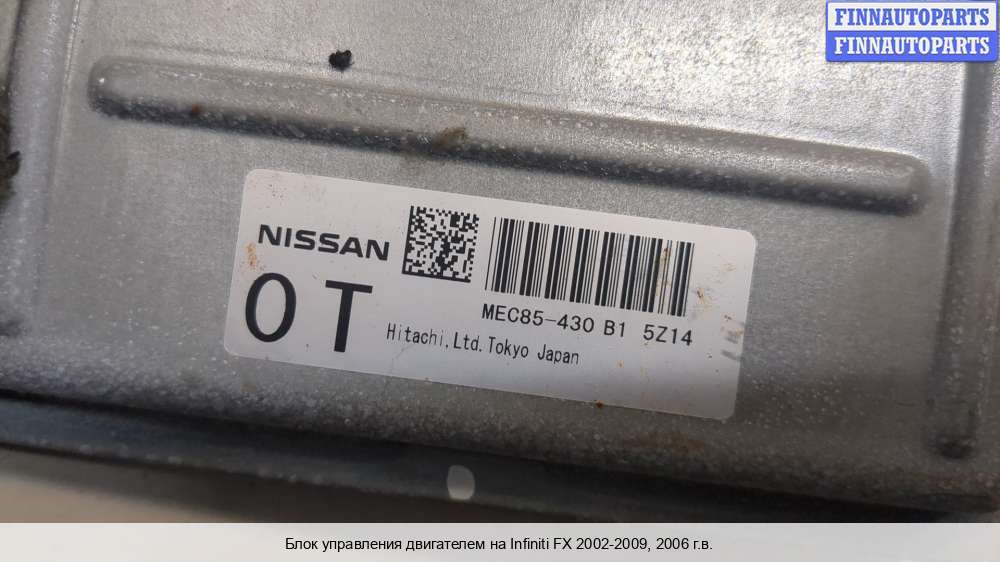 FINNAUTOPARTS
FINNAUTOPARTS
NISSAN
0T
MEC85-430 B1 5Z14
Hitachi,Ltd.Tokyo Japan
Блок управления двигателем на Infiniti FX 2002-2009, 2006 г.в.